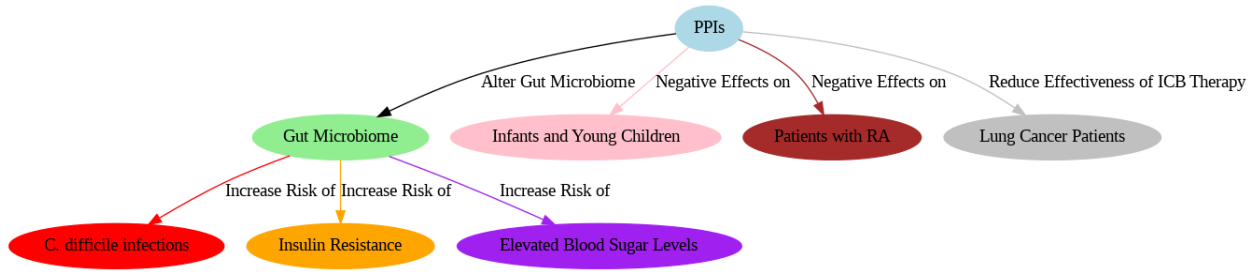 PPIs
Alter Gut Microbiome
Negative Effects on
Negative Effects on
Reduce Effectiveness of ICB Therapy
Gut Microbiome
Infants and Young Children
Patients with RA
Lung Cancer Patients
Increase Risk of
Increase Risk of
Increase Risk of
C. difficile infections
Insulin Resistance
Elevated Blood Sugar Levels